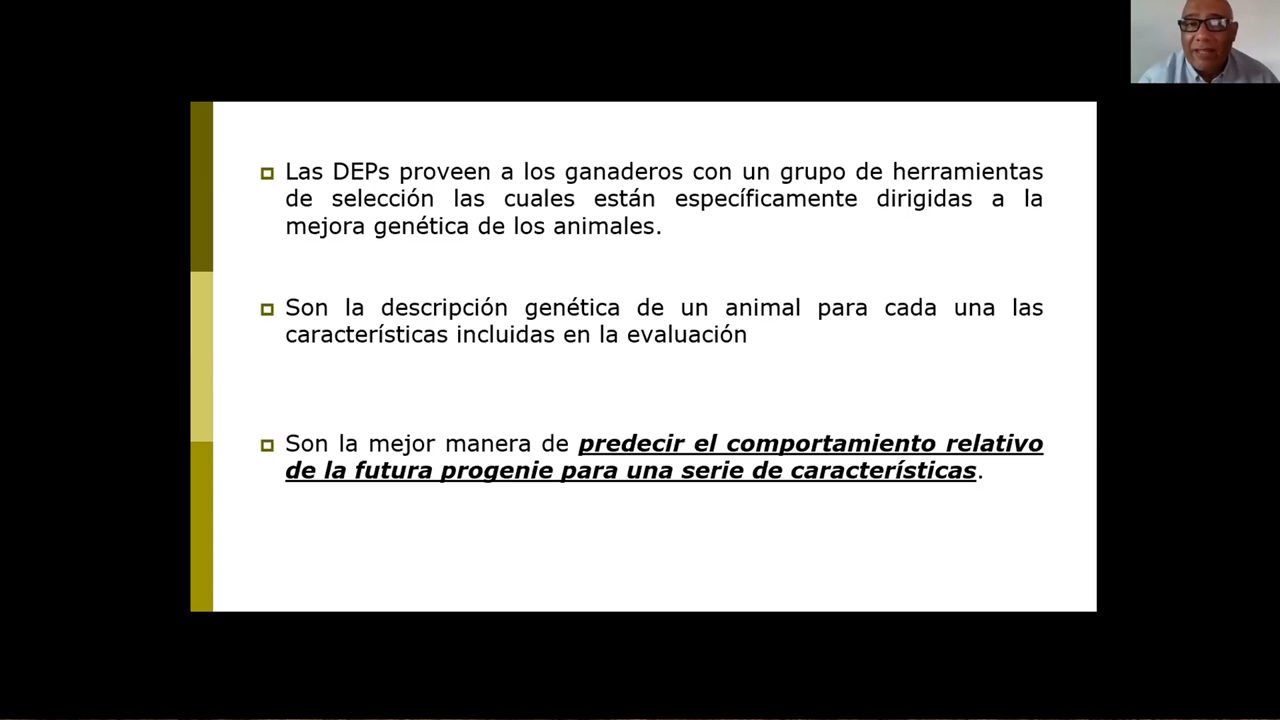 Las DEPs proveen a los ganaderos con un grupo de herramientas
de selección las cuales están específicamente dirigidas a la
mejora genética de los animales.
Son la descripción genética de un animal para cada una las
características incluidas en la evaluación
Son la mejor manera de predecir el comportamiento relativo
de la futura progenie para una serie de características.